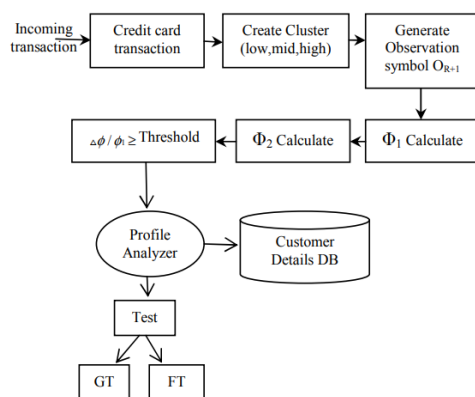 Incoming
transaction
Credit card
transaction
Create Cluster
(low,mid,high)
Generate
Observation
symbol O_{R+1}
Φ₁ Calculate
Φ₂ Calculate
△ϕ / ϕ₁ ≥ Threshold
Profile
Analyzer
Customer
Details DB
Test
GT
FT